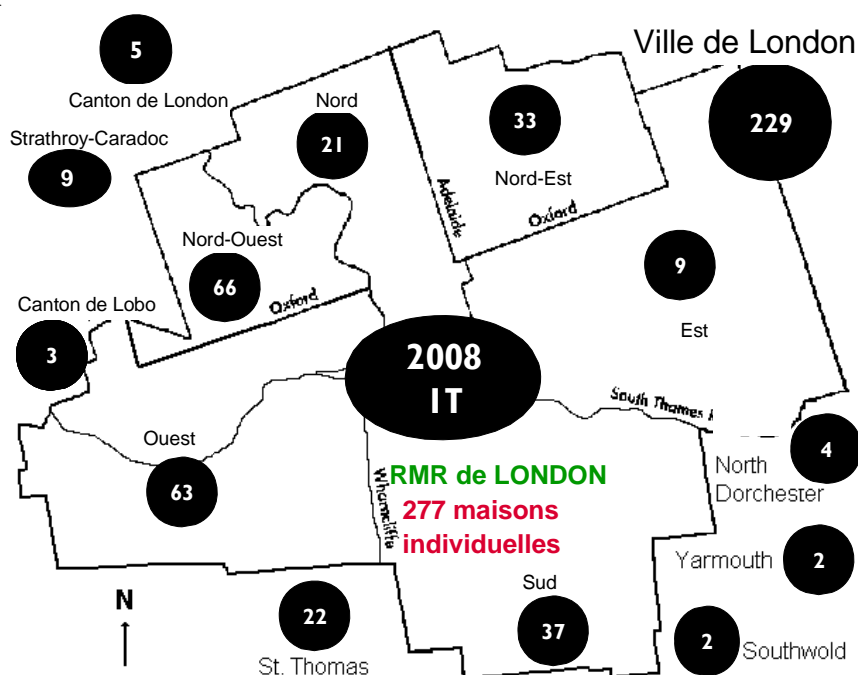 5
Canton de London
Strathroy-Caradoc
9
Nord
21
33
Nord-Est
Ville de London
229
Adelaide
Oxford
Nord-Ouest
66
Oxford
9
Est
Canton de Lobo
3
2008
1T
South Thames
Ouest
63
Wharncliffe
RMR de LONDON
277 maisons
individuelles
North
Dorchester
4
Yarmouth
2
N
22
St. Thomas
Sud
37
2
Southwold